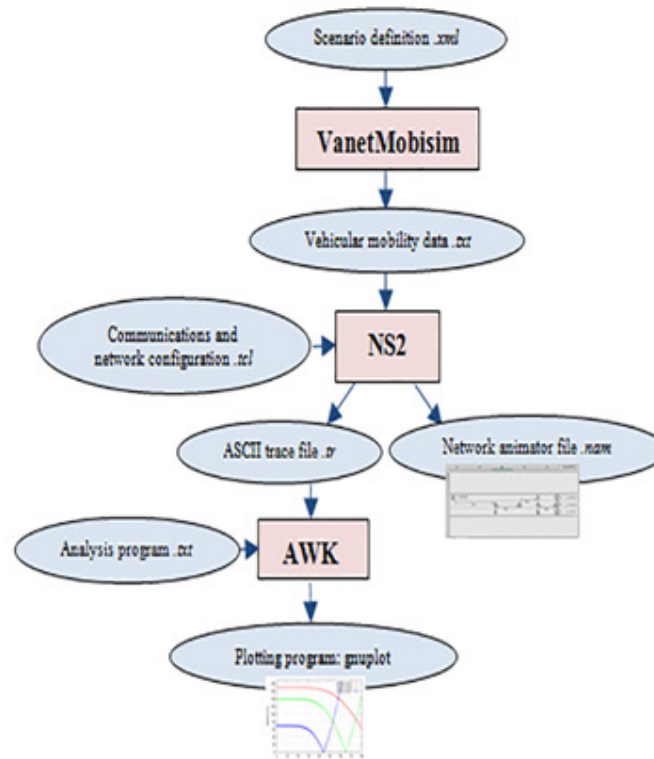 Scenario definition .xml
VanetMobisim
Vehicular mobility data .txt
Communications and
network configuration .tcl
NS2
ASCII trace file .tr
Network animator file .nam
Analysis program .txt
AWK
Plotting program: gnuplot